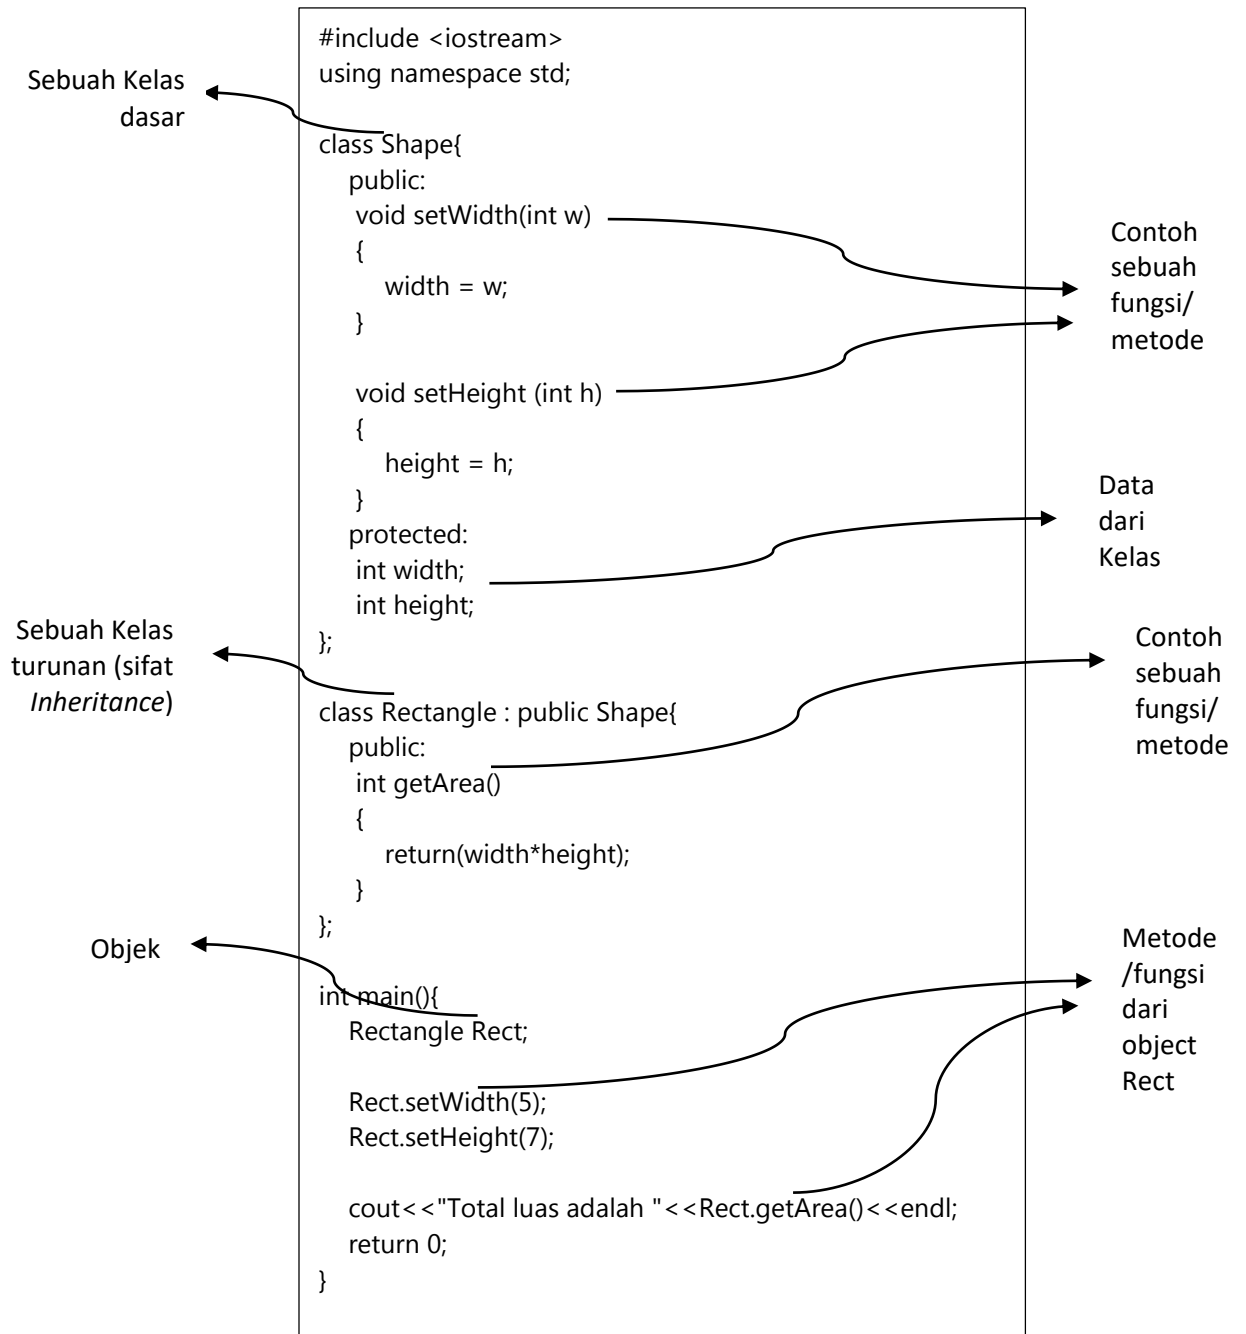 #include <iostream>
using namespace std;
Sebuah Kelas
dasar
class Shape{
public:
void setWidth(int w)
{
width = w;
}
Contoh
sebuah
fungsi/
metode
void setHeight (int h)
{
height = h;
}
protected:
int width;
int height;
};
Data
dari
Kelas
Sebuah Kelas
turunan (sifat
Inheritance)
class Rectangle : public Shape{
public:
int getArea()
{
return(width*height);
}
};
Contoh
sebuah
fungsi/
metode
Objek
int main(){
Rectangle Rect;
Rect.setWidth(5);
Rect.setHeight(7);
cout<<"Total luas adalah "<<Rect.getArea()<<endl;
return 0;
}
Metode
/fungsi
dari
object
Rect